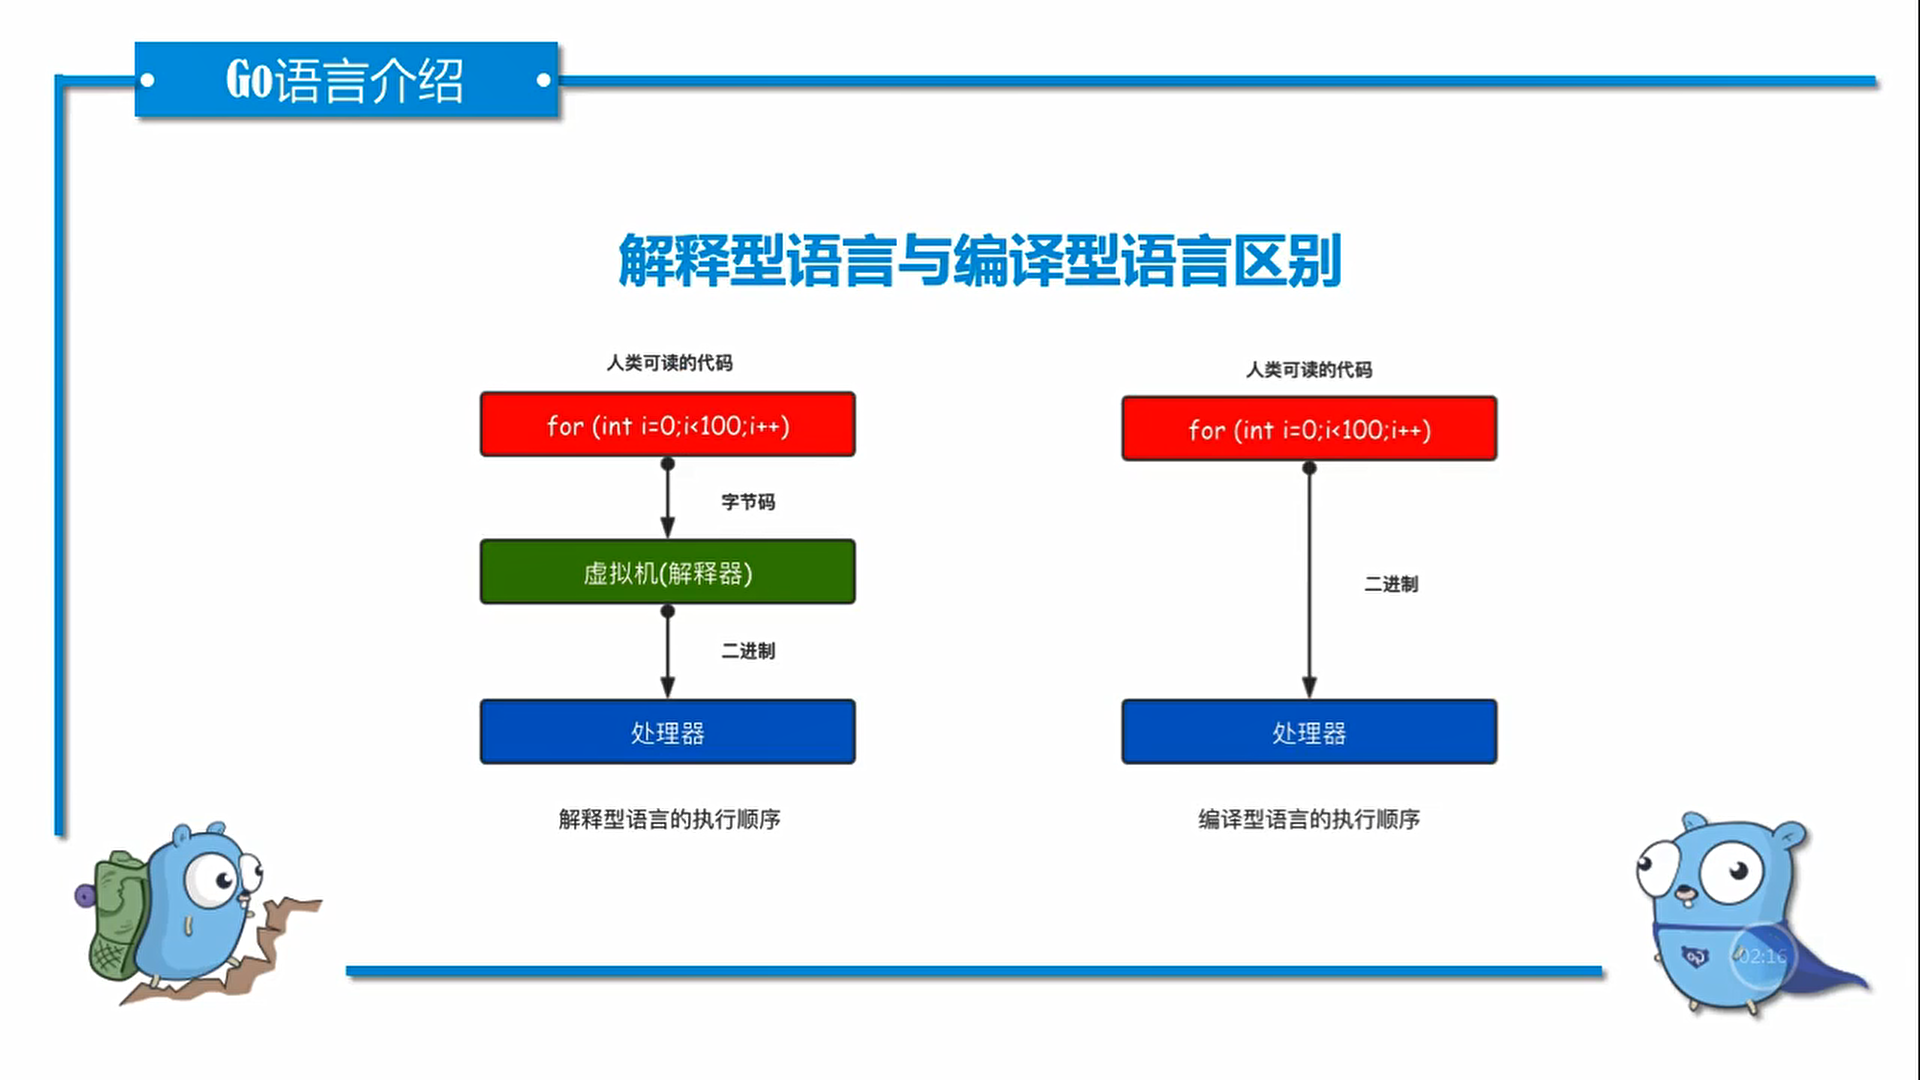 Go语言介绍
解释型语言与编译型语言区别
人类可读的代码
for (int i=0;i<100;i++)
字节码
虚拟机(解释器)
二进制
处理器
解释型语言的执行顺序
人类可读的代码
for (int i=0;i<100;i++)
二进制
处理器
编译型语言的执行顺序
02:16